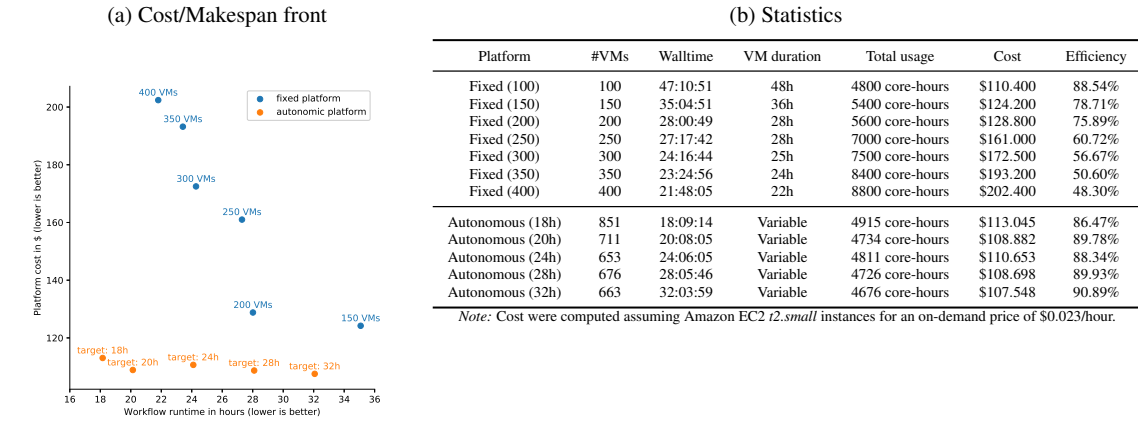 (a) Cost/Makespan front
400 VMs
350 VMs
300 VMs
250 VMs
200 VMs
150 VMs
target: 18h
target: 20h
target: 24h
target: 28h
target: 32h
fixed platform
autonomic platform
200
180
160
140
120
16 18 20 22 24 26 28 30 32 34 36
Platform cost in $ (lower is better)
Workflow runtime in hours (lower is better)
(b) Statistics
Platform #VMs Walltime VM duration Total usage Cost Efficiency
Fixed (100) 100 47:10:51 48h 4800 core-hours $110.400 88.54%
Fixed (150) 150 35:04:51 36h 5400 core-hours $124.200 78.71%
Fixed (200) 200 28:00:49 28h 5600 core-hours $128.800 75.89%
Fixed (250) 250 27:17:42 28h 7000 core-hours $161.000 60.72%
Fixed (300) 300 24:16:44 25h 7500 core-hours $172.500 56.67%
Fixed (350) 350 23:24:56 24h 8400 core-hours $193.200 50.60%
Fixed (400) 400 21:48:05 22h 8800 core-hours $202.400 48.30%
Autonomous (18h) 851 18:09:14 Variable 4915 core-hours $113.045 86.47%
Autonomous (20h) 711 20:08:05 Variable 4734 core-hours $108.882 89.78%
Autonomous (24h) 653 24:06:05 Variable 4811 core-hours $110.653 88.34%
Autonomous (28h) 676 28:05:46 Variable 4726 core-hours $108.698 89.93%
Autonomous (32h) 663 32:03:59 Variable 4676 core-hours $107.548 90.89%
Note: Cost were computed assuming Amazon EC2 t2.small instances for an on-demand price of $0.023/hour.